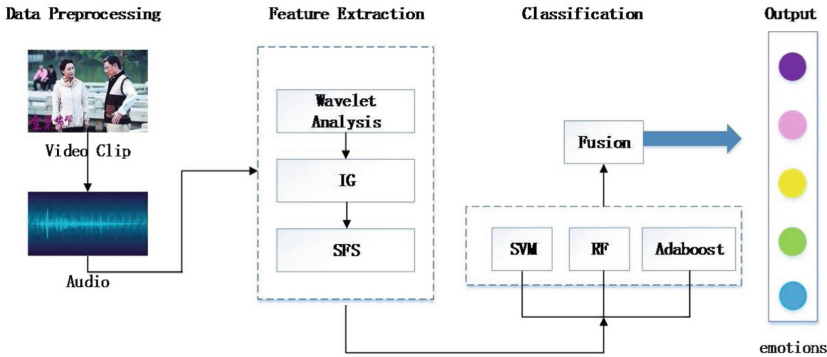 Data Preprocessing
Feature Extraction
Classification
Output
Video Clip
Audio
Wavelet
Analysis
IG
SFS
Fusion
SVM
RF
Adaboost
emotions